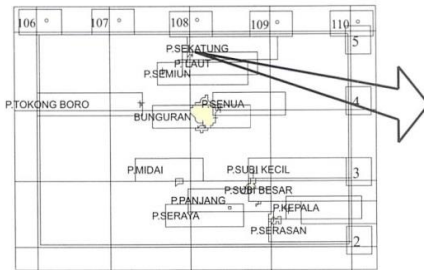 106° 107° 108° 109° 110°
P.SEKATUNG
5
P.LAUT
P.SEMIUN
P.TOKONG BORO
P.SENUA
4
BUNGURAN
P.MIDAI
P.SUBI KECIL
3
P.SUBI BESAR
P.PANJANG
P.KEPALA
P.SERAYA
P.SERASAN
2